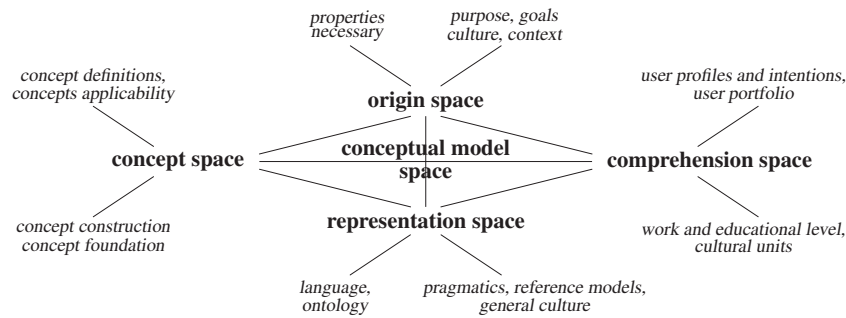 properties
necessary
purpose, goals
culture, context
concept definitions,
concepts applicability
user profiles and intentions,
user portfolio
origin space
concept space
conceptual model
space
comprehension space
representation space
concept construction
concept foundation
work and educational level,
cultural units
language,
ontology
pragmatics, reference models,
general culture